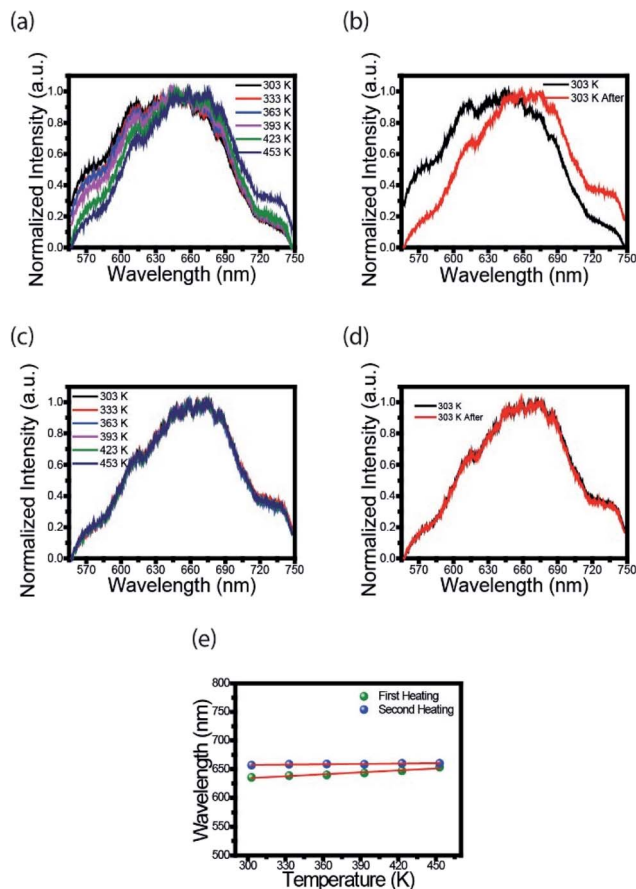 (a)
(b)
Normalized Intensity (a.u.)
1.0
0.8
0.6
0.4
0.2
0.0
303 K
333 K
363 K
393 K
423 K
453 K
570 600 630 660 690 720 750
Wavelength (nm)
Normalized Intensity (a.u.)
1.0
0.8
0.6
0.4
0.2
0.0
303 K
303 K After
570 600 630 660 690 720 750
Wavelength (nm)
(c)
(d)
Normalized Intensity (a.u.)
1.0
0.8
0.6
0.4
0.2
0.0
303 K
333 K
363 K
393 K
423 K
453 K
570 600 630 660 690 720 750
Wavelength (nm)
Normalized Intensity (a.u.)
1.0
0.8
0.6
0.4
0.2
0.0
303 K
303 K After
570 600 630 660 690 720 750
Wavelength (nm)
(e)
Wavelength (nm)
800
750
700
650
600
550
500
First Heating
Second Heating
300 330 360 390 420 450
Temperature (K)